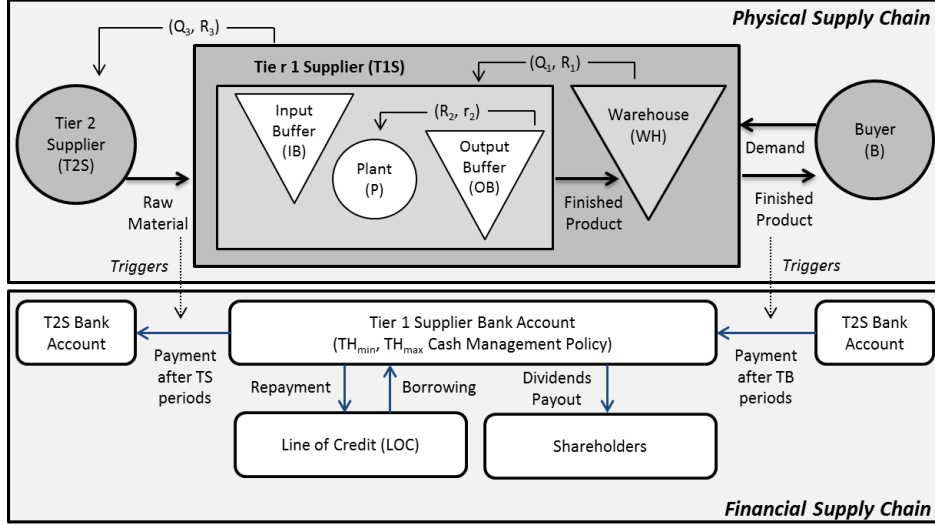 Physical Supply Chain
(Q3, R3)
Tie r 1 Supplier (T1S)
(Q1, R1)
Tier 2
Supplier
(T2S)
Input
Buffer
(IB)
(R2, r2)
Plant
(P)
Output
Buffer
(OB)
Warehouse
(WH)
Buyer
(B)
Demand
Raw
Material
Finished
Product
Finished
Product
Triggers
Triggers
T2S Bank
Account
Tier 1 Supplier Bank Account
(THmin, THmax Cash Management Policy)
T2S Bank
Account
Payment
after TS
periods
Repayment
Borrowing
Dividends
Payout
Payment
after TB
periods
Line of Credit (LOC)
Shareholders
Financial Supply Chain